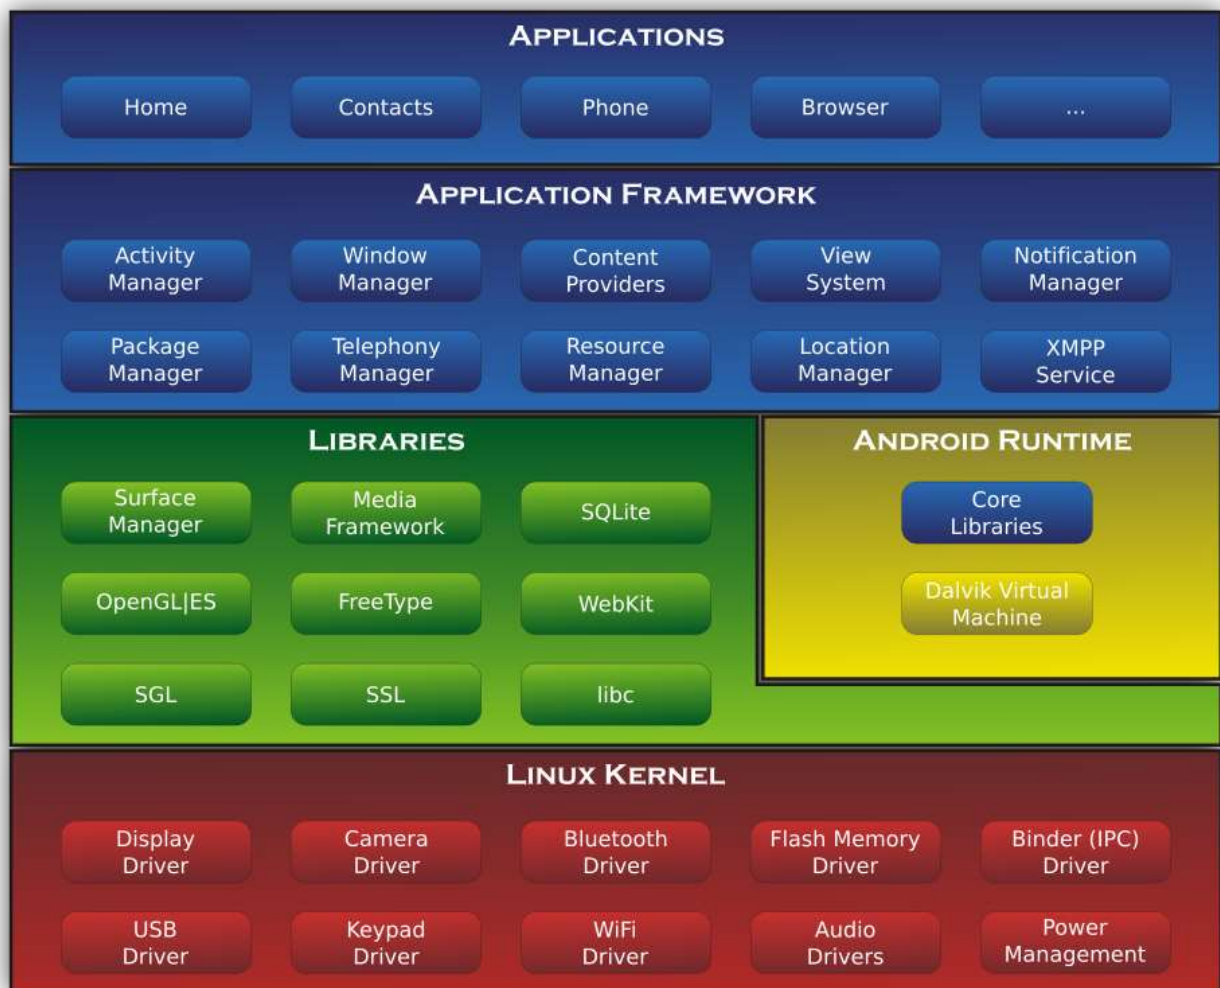 APPLICATIONS
Home
Contacts
Phone
Browser
...
APPLICATION FRAMEWORK
Activity
Manager
Window
Manager
Content
Providers
View
System
Notification
Manager
Package
Manager
Telephony
Manager
Resource
Manager
Location
Manager
XMPP
Service
LIBRARIES
Surface
Manager
Media
Framework
SQLite
OpenGL|ES
FreeType
WebKit
SGL
SSL
libc
ANDROID RUNTIME
Core
Libraries
Dalvik Virtual
Machine
LINUX KERNEL
Display
Driver
Camera
Driver
Bluetooth
Driver
Flash Memory
Driver
Binder (IPC)
Driver
USB
Driver
Keypad
Driver
WiFi
Driver
Audio
Drivers
Power
Management